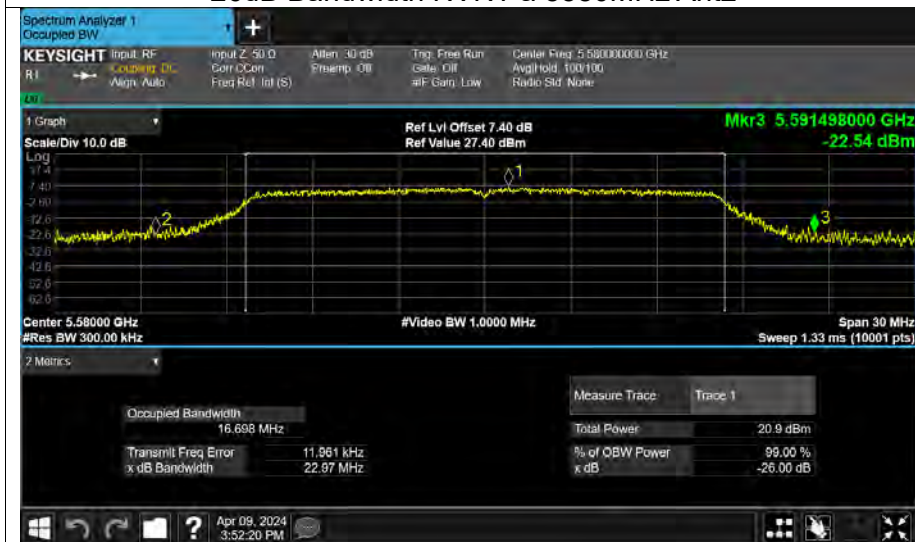 Spectrum Analyzer 1
Occupied BW
+
KEYSIGHT Input: RF Input Z: 50 Ω Atten: 30 dB Trig: Free Run Center Freq: 5.580000000 GHz
Coupling: DC Corr CCorr Preamp: Off Gate: Off Avg|Hold: 100/100
Align: Auto Freq Ref: Int (S) #IF Gain: Low Radio Std: None
1 Graph
Ref Lvl Offset 7.40 dB Mkr3 5.591498000 GHz
Scale/Div 10.0 dB Ref Value 27.40 dBm -22.54 dBm
Log
17.4
7.40
-2.60
-12.6
-22.6
-32.6
-42.6
-52.6
-62.6
1
2
3
Center 5.58000 GHz #Video BW 1.0000 MHz Span 30 MHz
#Res BW 300.00 kHz Sweep 1.33 ms (10001 pts)
2 Metrics
Measure Trace Trace 1
Occupied Bandwidth
16.698 MHz Total Power 20.9 dBm
Transmit Freq Error 11.961 kHz % of OBW Power 99.00 %
x dB Bandwidth 22.97 MHz x dB -26.00 dB
?
Apr 09, 2024
3:52:20 PM